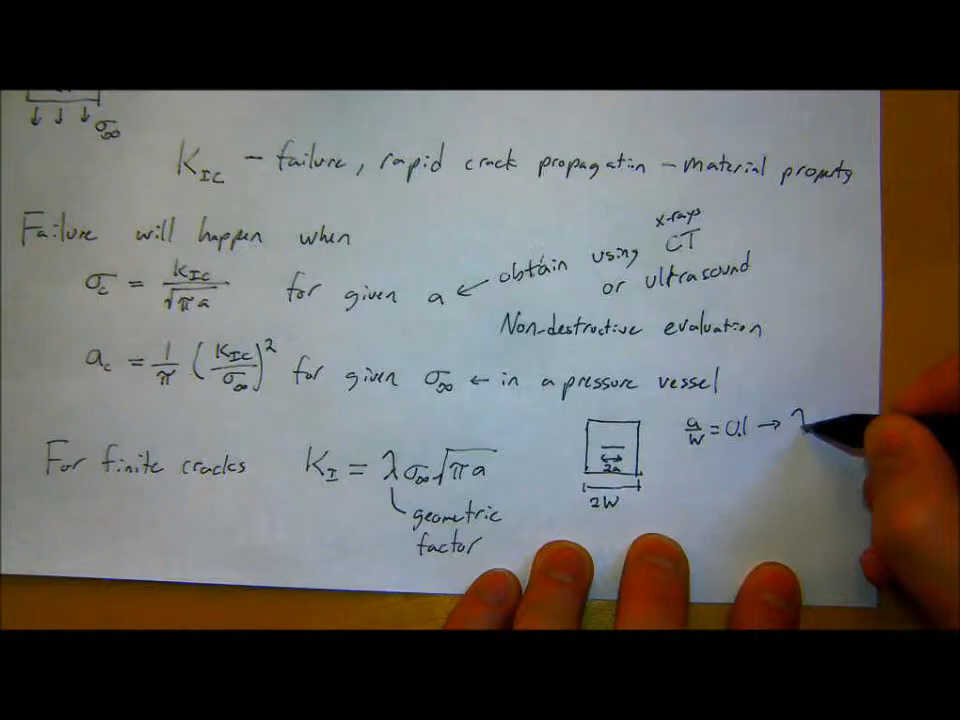 σ∞
K_IC – failure, rapid crack propagatin – material property
Failure will happen when
x-rays
CT
σ_c = K_IC / √(πa) for given a ← obtain using
or ultrasound
Non-destructive evaluation
a_c = 1/π (K_IC / σ∞)² for given σ∞ ← in a pressure vessel
a/W = 0.1 → λ
For finite cracks K_I = λσ∞√(πa)
2a
2W
geometric
factor